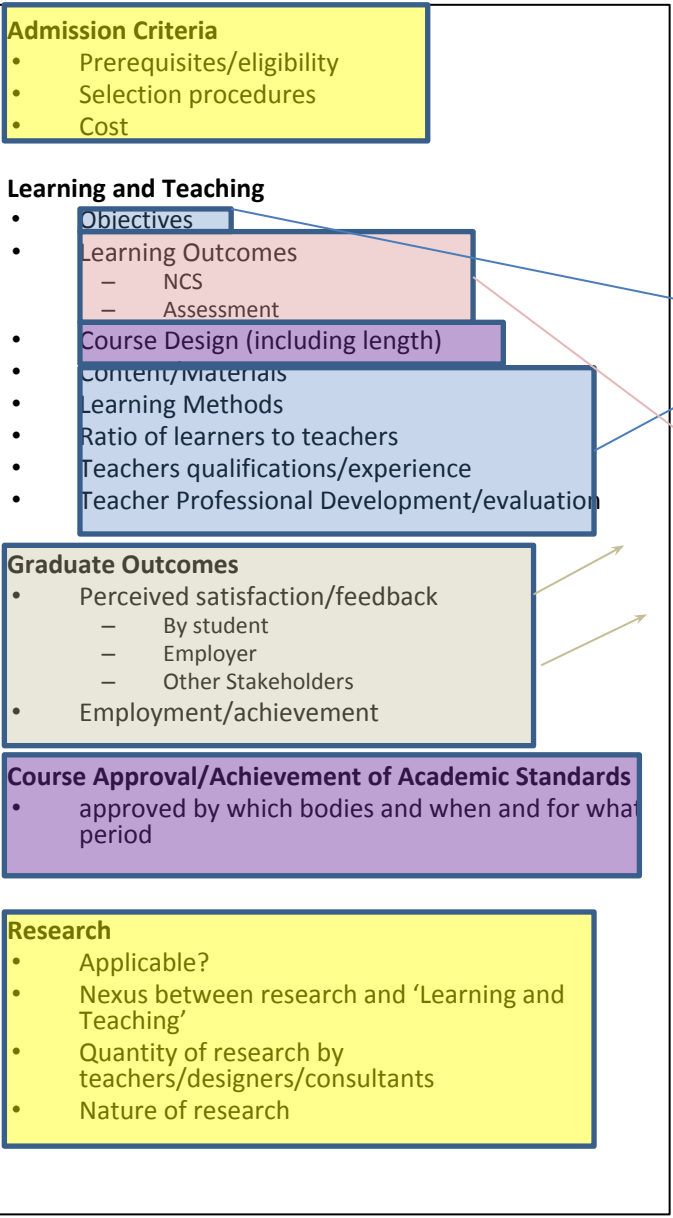 Admission Criteria
• Prerequisites/eligibility
• Selection procedures
• Cost
Learning and Teaching
• Objectives
• Learning Outcomes
– NCS
– Assessment
• Course Design (including length)
• Content/Materials
• Learning Methods
• Ratio of learners to teachers
• Teachers qualifications/experience
• Teacher Professional Development/evaluation
Graduate Outcomes
• Perceived satisfaction/feedback
– By student
– Employer
– Other Stakeholders
• Employment/achievement
Course Approval/Achievement of Academic Standards
• approved by which bodies and when and for what
period
Research
• Applicable?
• Nexus between research and ‘Learning and
Teaching’
• Quantity of research by
teachers/designers/consultants
• Nature of research